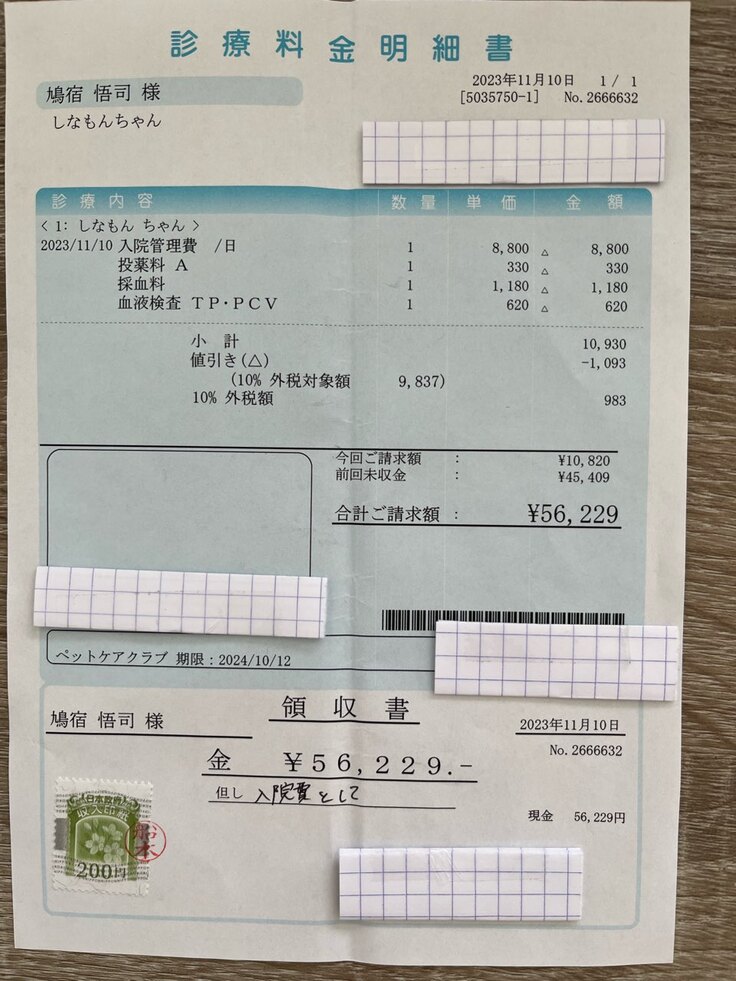 診療料金明細書
鳩宿 悟司 様
2023年11月10日 1 / 1
[5035750-1] No.2666632
しなもんちゃん
診療内容 数量 単価 金額
< 1: しなもん ちゃん >
2023/11/10 入院管理費 /日 1 8,800 △ 8,800
投薬料 A 1 330 △ 330
採血料 1 1,180 △ 1,180
血液検査 TP・PCV 1 620 △ 620
小 計 10,930
値引き(△) -1,093
(10% 外税対象額 9,837)
10% 外税額 983
今回ご請求額 : ¥10,820
前回未収金 : ¥45,409
合計ご請求額 : ¥56,229
ペットケアクラブ 期限:2024/10/12
領収書
鳩宿 悟司 様
2023年11月10日
No.2666632
金 ¥56,229.-
但し 入院費として
現金 56,229円
日本政府
収入印紙
200円
船本